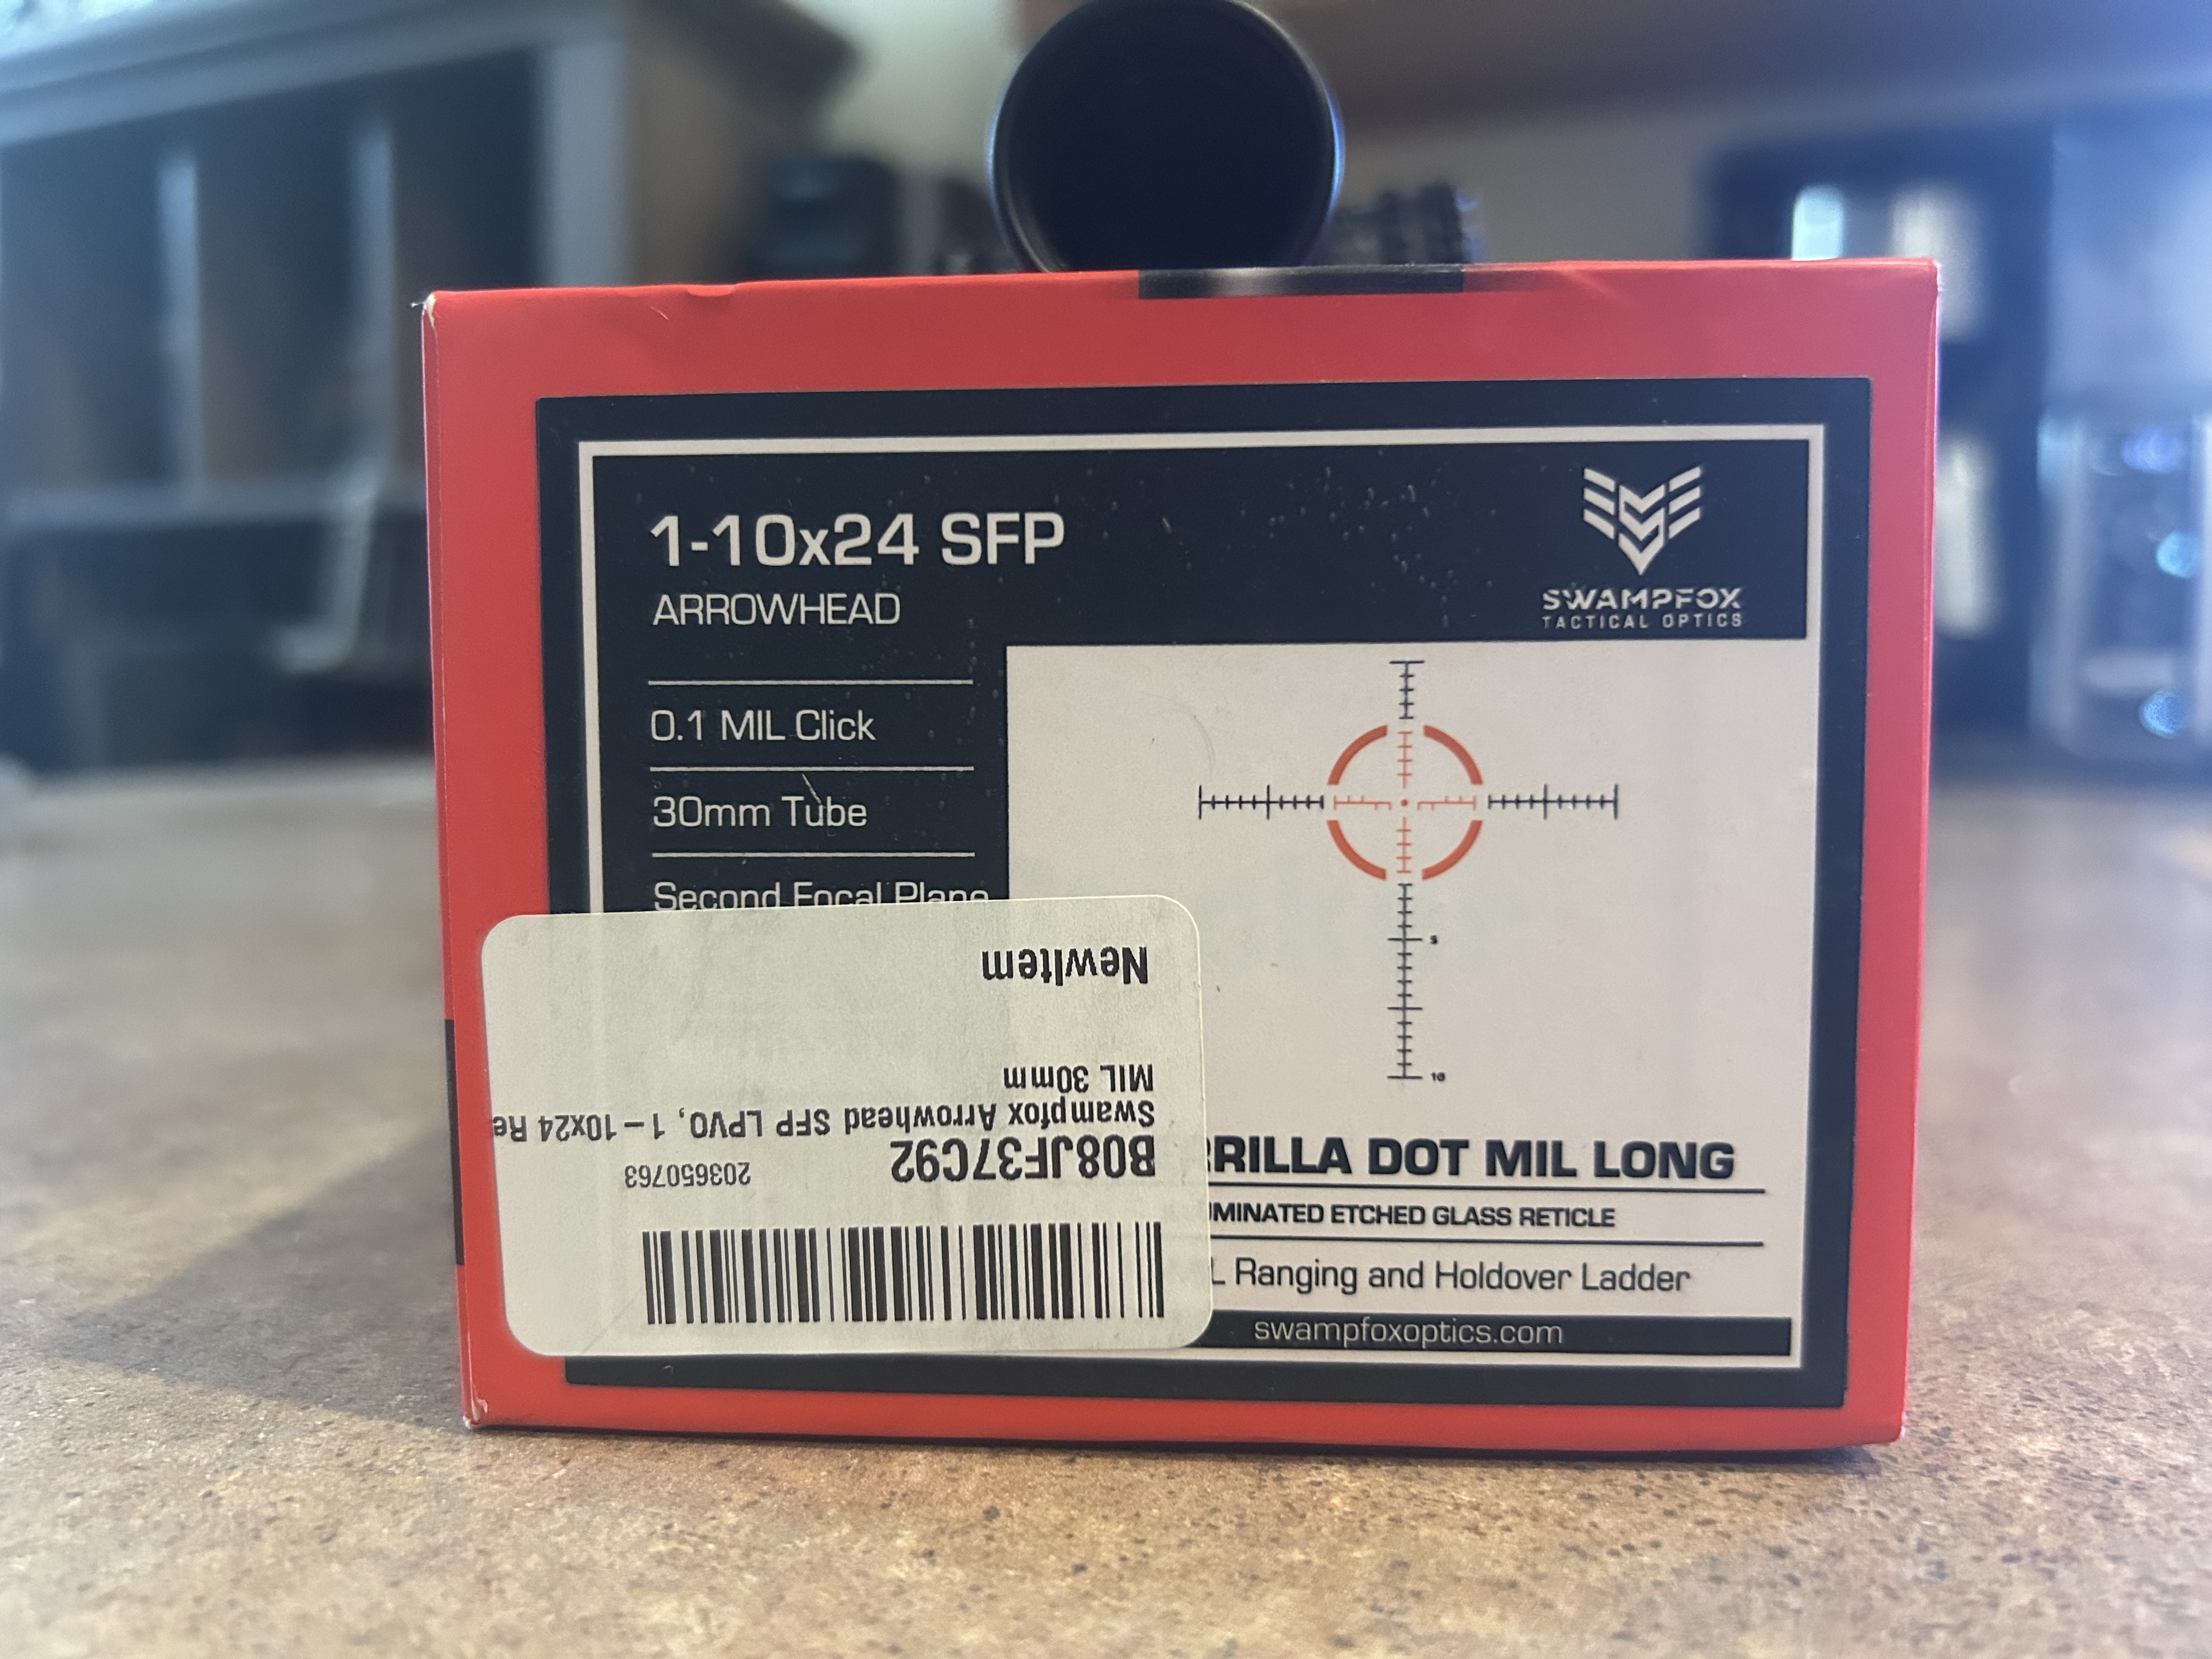 1-10x24 SFP
ARROWHEAD
SWAMPFOX
TACTICAL OPTICS
0.1 MIL Click
30mm Tube
Second Focal Plane
5
10
RRILLA DOT MIL LONG
MINATED ETCHED GLASS RETICLE
L Ranging and Holdover Ladder
swampfoxoptics.com
B08JF37C92 203650763
Swampfox Arrowhead SFP LPVO, 1–10x24 Re
MIL 30mm
NewItem